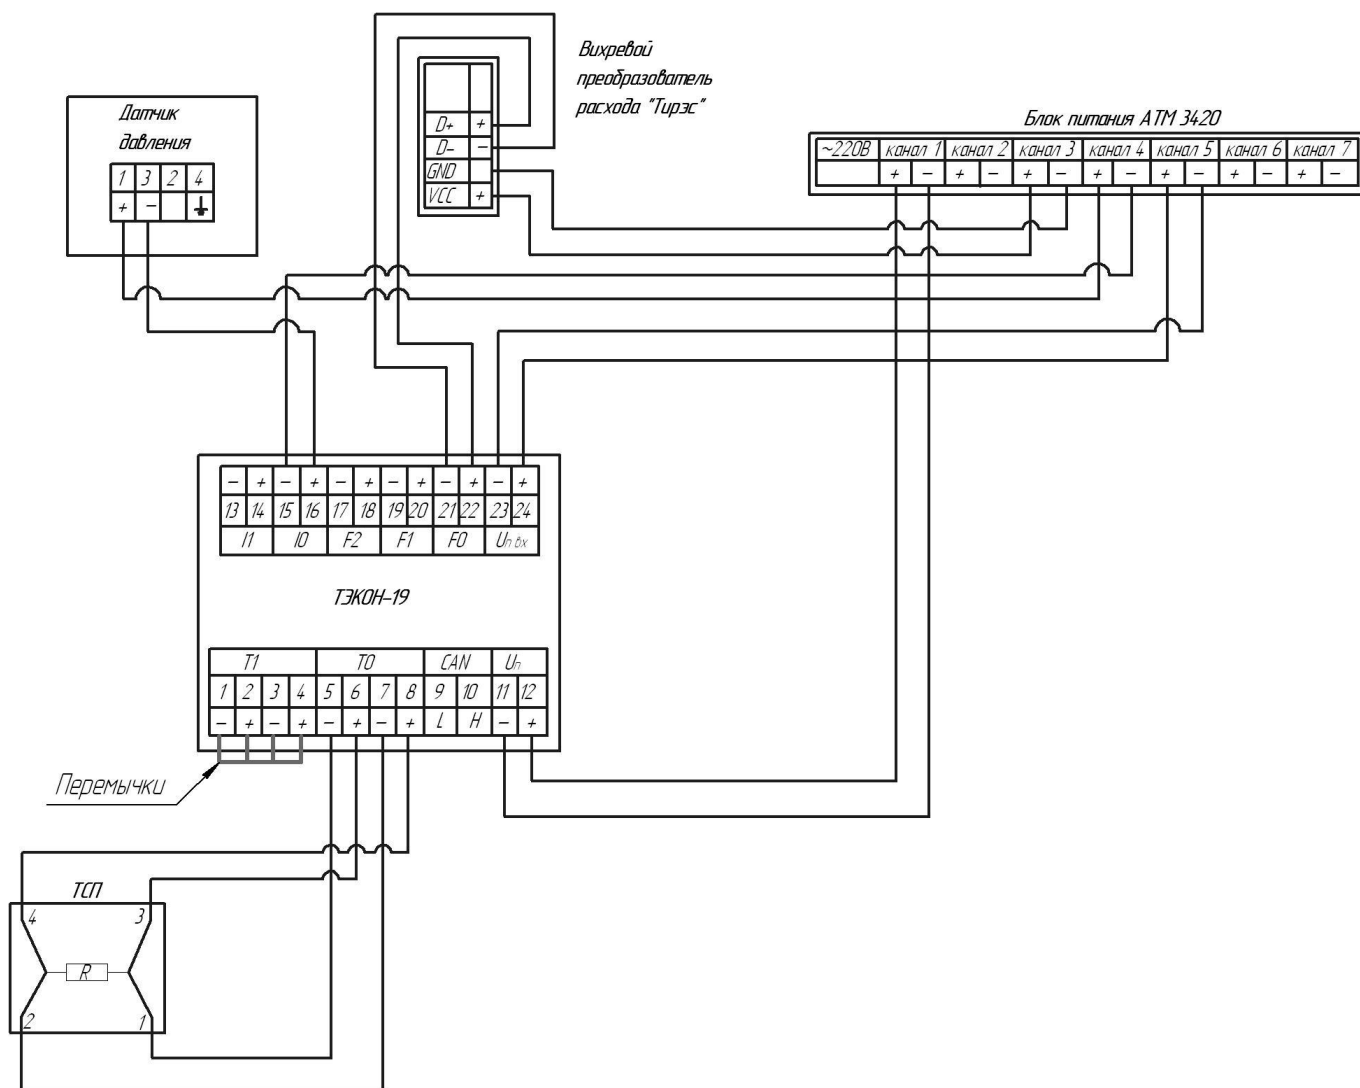 Вихревой
преобразователь
расхода "Тирэс"
Датчик
давления
1 3 2 4
+ −
D+ +
D− −
GND
VCC +
Блок питания АТМ 3420
~220В канал 1 канал 2 канал 3 канал 4 канал 5 канал 6 канал 7
+ − + − + − + − + − + − + −
− + − + − + − + − + − +
13 14 15 16 17 18 19 20 21 22 23 24
I1 I0 F2 F1 F0 Uп вх
ТЭКОН-19
T1 T0 CAN Uп
1 2 3 4 5 6 7 8 9 10 11 12
− + − + − + − + L H − +
Перемычки
ТСП
4 3
R
2 1